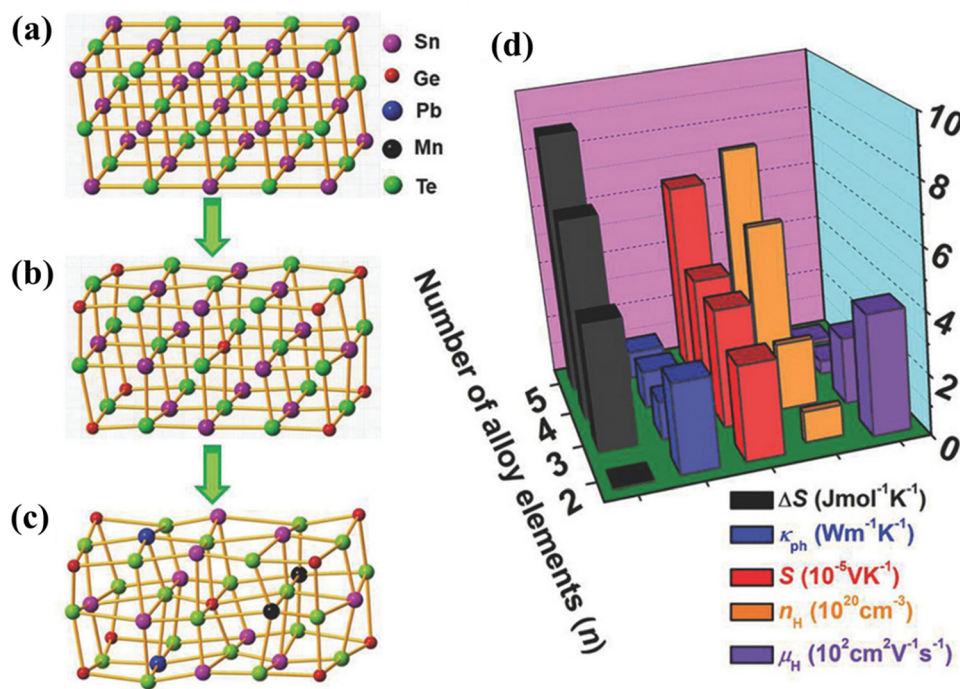 (a)
Sn
Ge
Pb
Mn
Te
(b)
(c)
(d)
10
8
6
4
2
0
5
4
3
2
Number of alloy elements (n)
ΔS (Jmol⁻¹K⁻¹)
κph (Wm⁻¹K⁻¹)
S (10⁻⁵VK⁻¹)
nH (10²⁰cm⁻³)
μH (10²cm²V⁻¹s⁻¹)